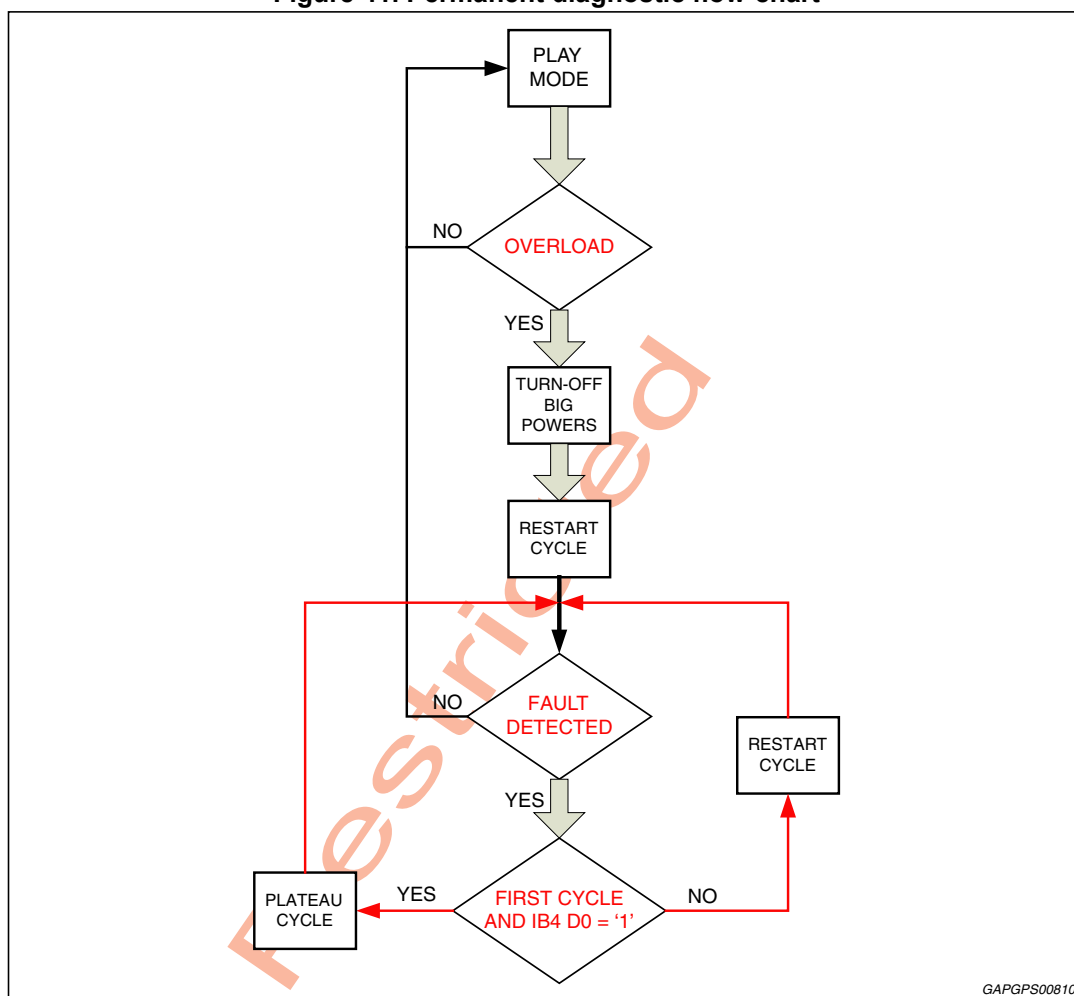 Figure 11. Permanent diagnostic flow chart
PLAY
MODE
NO
OVERLOAD
YES
TURN-OFF
BIG
POWERS
RESTART
CYCLE
NO
FAULT
DETECTED
RESTART
CYCLE
YES
PLATEAU
CYCLE
YES
FIRST CYCLE
AND IB4 D0 = ‘1’
NO
Restricted
GAPGPS00810